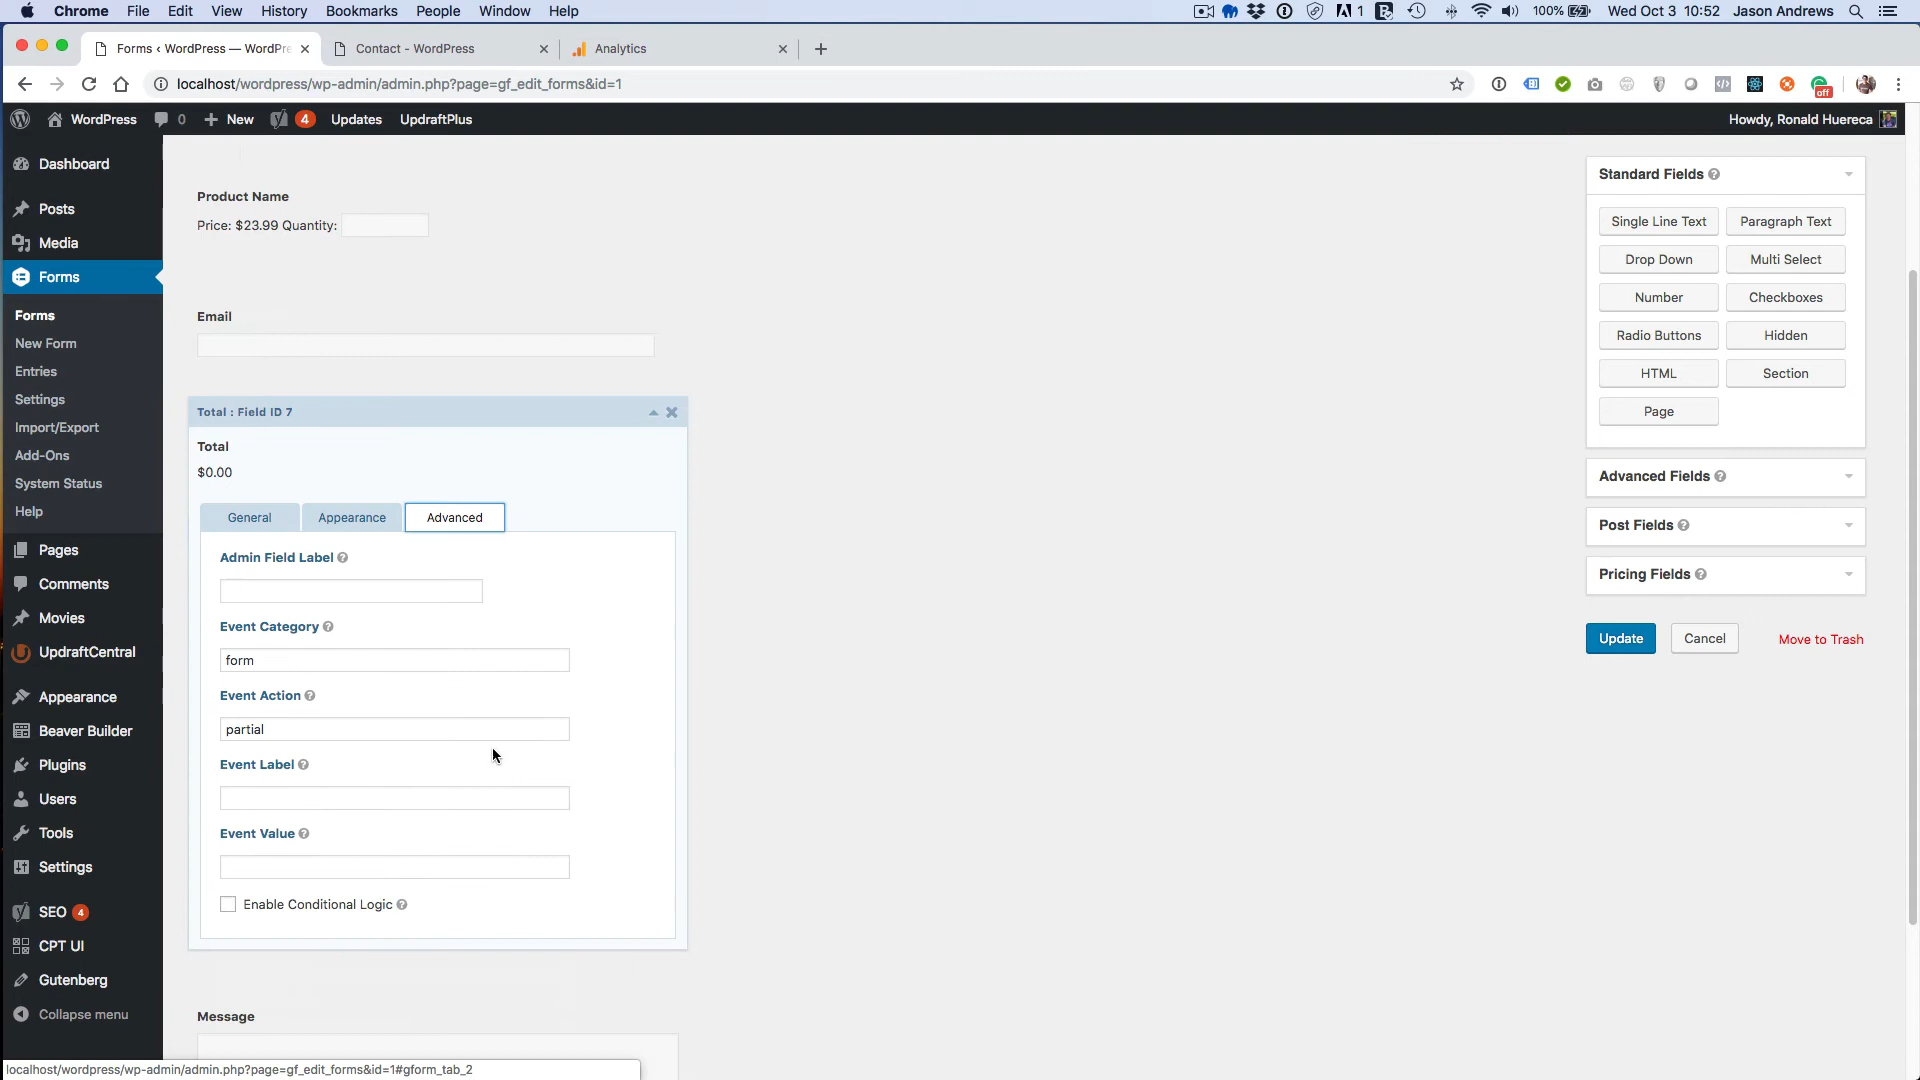 Chrome File Edit View History Bookmarks People Window Help 1 100% Wed Oct 3 10:52 Jason Andrews
Forms ‹ WordPress — WordPre Contact - WordPress Analytics
localhost/wordpress/wp-admin/admin.php?page=gf_edit_forms&id=1 off
WordPress 0 New 4 Updates UpdraftPlus Howdy, Ronald Huereca
Dashboard
Posts
Media
Forms
Forms
New Form
Entries
Settings
Import/Export
Add-Ons
System Status
Help
Pages
Comments
Movies
UpdraftCentral
Appearance
Beaver Builder
Plugins
Users
Tools
Settings
SEO 4
CPT UI
Gutenberg
Collapse menu
Product Name
Price: $23.99 Quantity:
Email
Total : Field ID 7
Total
$0.00
General Appearance Advanced
Admin Field Label
Event Category
form
Event Action
partial
Event Label
Event Value
Enable Conditional Logic
Message
Standard Fields
Single Line Text Paragraph Text
Drop Down Multi Select
Number Checkboxes
Radio Buttons Hidden
HTML Section
Page
Advanced Fields
Post Fields
Pricing Fields
Update Cancel Move to Trash
localhost/wordpress/wp-admin/admin.php?page=gf_edit_forms&id=1#gform_tab_2